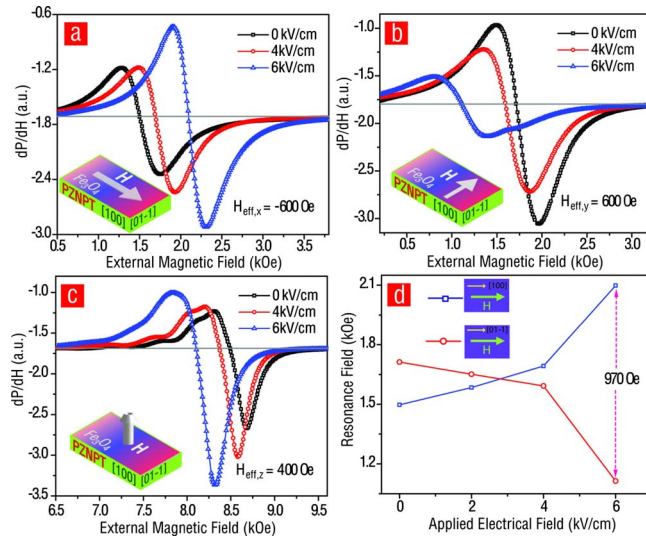 a
-0.6
-1.2
-1.8
-2.4
-3.0
dP/dH (a.u.)
0 kV/cm
4kV/cm
6kV/cm
H
Fe3O4
PZNPT [100] [01-1]
Heff,x = -600 Oe
0.5 1.0 1.5 2.0 2.5 3.0 3.5
External Magnetic Field (kOe)
b
-1.0
-1.5
-2.0
-2.5
-3.0
dP/dH (a.u.)
0 kV/cm
4kV/cm
6kV/cm
H
Fe3O4
PZNPT [100] [01-1]
Heff,y = 600 Oe
0.5 1.0 1.5 2.0 2.5 3.0
External Magnetic Field (kOe)
c
-1.0
-1.5
-2.0
-2.5
-3.0
-3.5
dP/dH (a.u.)
0 kV/cm
4kV/cm
6kV/cm
H
Fe3O4
PZNPT [100] [01-1]
Heff,z = 400 Oe
6.5 7.0 7.5 8.0 8.5 9.0 9.5
External Magnetic Field (kOe)
d
2.1
1.8
1.5
1.2
Resonance Field (kOe)
[100]
H
[01-1]
H
970 Oe
0 2 4 6
Applied Electrical Field (kV/cm)